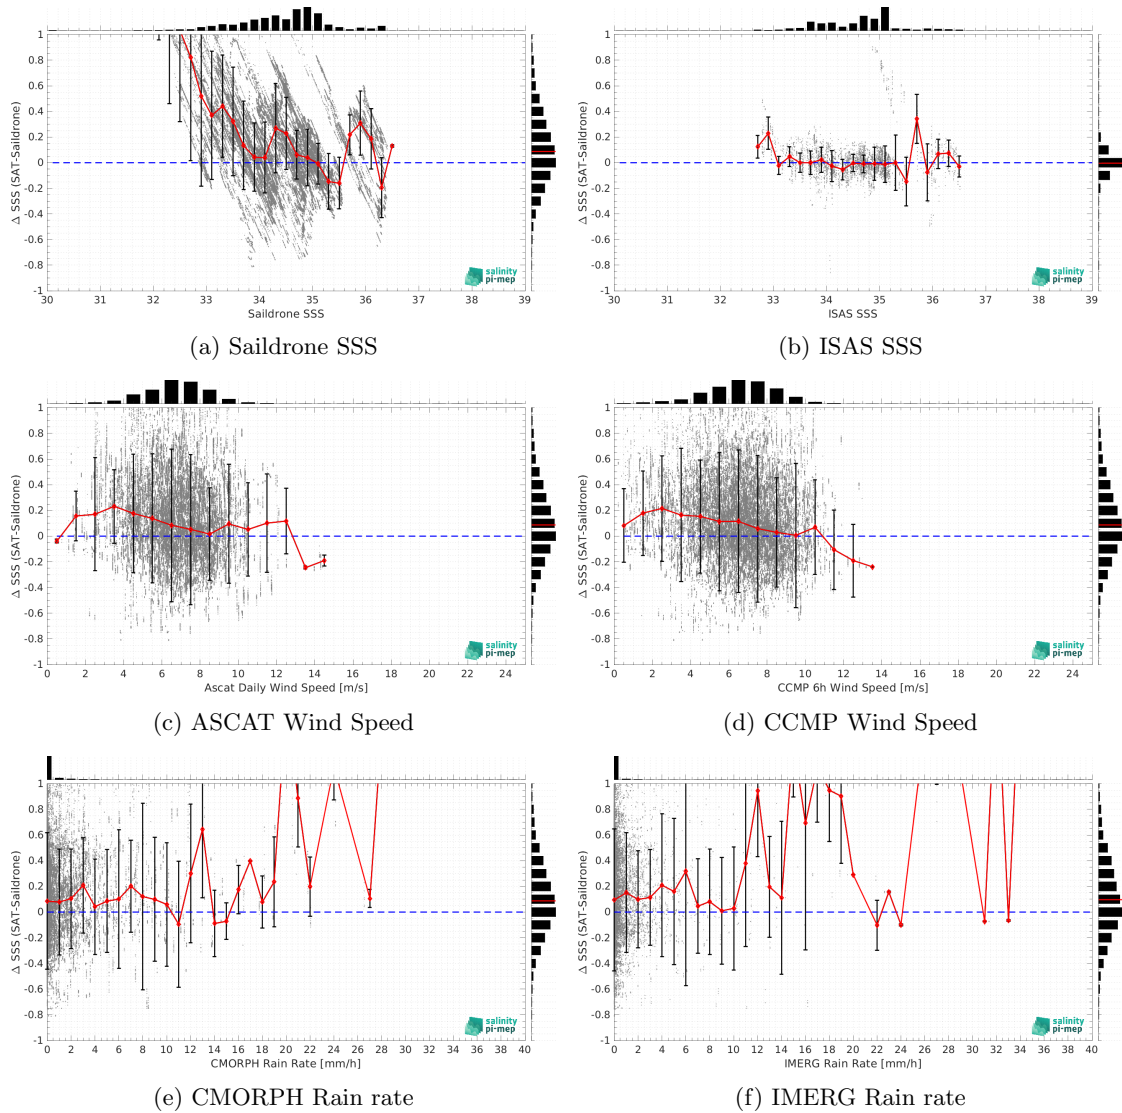 1
0.8
0.6
0.4
0.2
0
-0.2
-0.4
-0.6
-0.8
-1
Δ SSS (SAT-Saildrone)
salinity
pi-mep
30 31 32 33 34 35 36 37 38 39
Saildrone SSS
(a) Saildrone SSS
1
0.8
0.6
0.4
0.2
0
-0.2
-0.4
-0.6
-0.8
-1
Δ SSS (SAT-Saildrone)
salinity
pi-mep
30 31 32 33 34 35 36 37 38 39
ISAS SSS
(b) ISAS SSS
1
0.8
0.6
0.4
0.2
0
-0.2
-0.4
-0.6
-0.8
-1
Δ SSS (SAT-Saildrone)
salinity
pi-mep
0 2 4 6 8 10 12 14 16 18 20 22 24
Ascat Daily Wind Speed [m/s]
(c) ASCAT Wind Speed
1
0.8
0.6
0.4
0.2
0
-0.2
-0.4
-0.6
-0.8
-1
Δ SSS (SAT-Saildrone)
salinity
pi-mep
0 2 4 6 8 10 12 14 16 18 20 22 24
CCMP 6h Wind Speed [m/s]
(d) CCMP Wind Speed
1
0.8
0.6
0.4
0.2
0
-0.2
-0.4
-0.6
-0.8
-1
Δ SSS (SAT-Saildrone)
salinity
pi-mep
0 2 4 6 8 10 12 14 16 18 20 22 24 26 28 30 32 34 36 38 40
CMORPH Rain Rate [mm/h]
(e) CMORPH Rain rate
1
0.8
0.6
0.4
0.2
0
-0.2
-0.4
-0.6
-0.8
-1
Δ SSS (SAT-Saildrone)
salinity
pi-mep
0 2 4 6 8 10 12 14 16 18 20 22 24 26 28 30 32 34 36 38 40
IMERG Rain Rate [mm/h]
(f) IMERG Rain rate